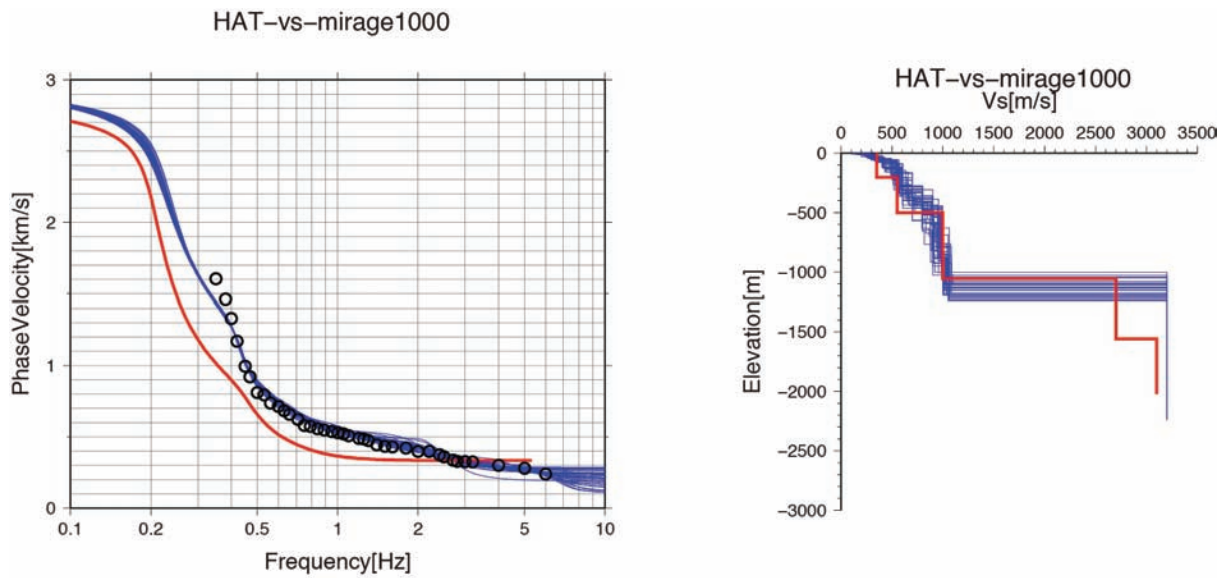 HAT-vs-mirage1000
3
2
1
0
PhaseVelocity[km/s]
0.1 0.2 0.5 1 2 5 10
Frequency[Hz]
HAT-vs-mirage1000
Vs[m/s]
0 500 1000 1500 2000 2500 3000 3500
0
-500
-1000
-1500
-2000
-2500
-3000
Elevation[m]